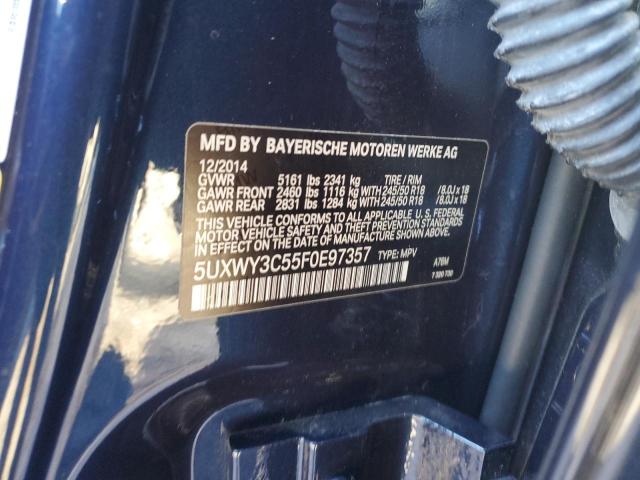 MFD BY BAYERISCHE MOTOREN WERKE AG
12/2014
GVWR 5161 lbs 2341 kg TIRE / RIM
GAWR FRONT 2460 lbs 1116 kg WITH 245/50 R18 /8.0J x 18
GAWR REAR 2831 lbs 1284 kg WITH 245/50 R18 /8.0J x 18
THIS VEHICLE CONFORMS TO ALL APPLICABLE U. S. FEDERAL
MOTOR VEHICLE SAFETY AND THEFT PREVENTION STANDARDS
IN EFFECT ON THE DATE OF MANUFACTURE SHOWN ABOVE.
5UXWY3C55F0E97357 TYPE: MPV
A76M